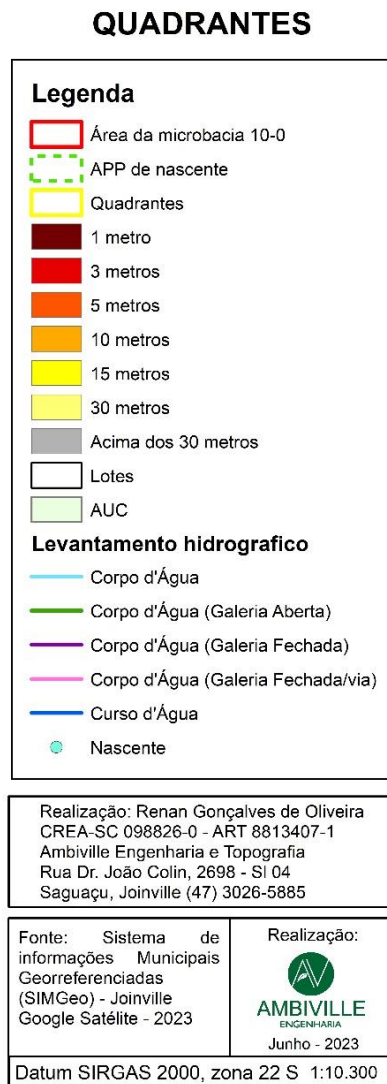 QUADRANTES
Legenda
Área da microbacia 10-0
APP de nascente
Quadrantes
1 metro
3 metros
5 metros
10 metros
15 metros
30 metros
Acima dos 30 metros
Lotes
AUC
Levantamento hidrografico
Corpo d'Água
Corpo d'Água (Galeria Aberta)
Corpo d'Água (Galeria Fechada)
Corpo d'Água (Galeria Fechada/via)
Curso d'Água
Nascente
Realização: Renan Gonçalves de Oliveira
CREA-SC 098826-0 - ART 8813407-1
Ambiville Engenharia e Topografia
Rua Dr. João Colin, 2698 - Sl 04
Saguaçu, Joinville (47) 3026-5885
Fonte: Sistema de
informações Municipais
Georreferenciadas
(SIMGeo) - Joinville
Google Satélite - 2023
Realização:
AMBIVILLE
ENGENHARIA
Junho - 2023
Datum SIRGAS 2000, zona 22 S 1:10.300